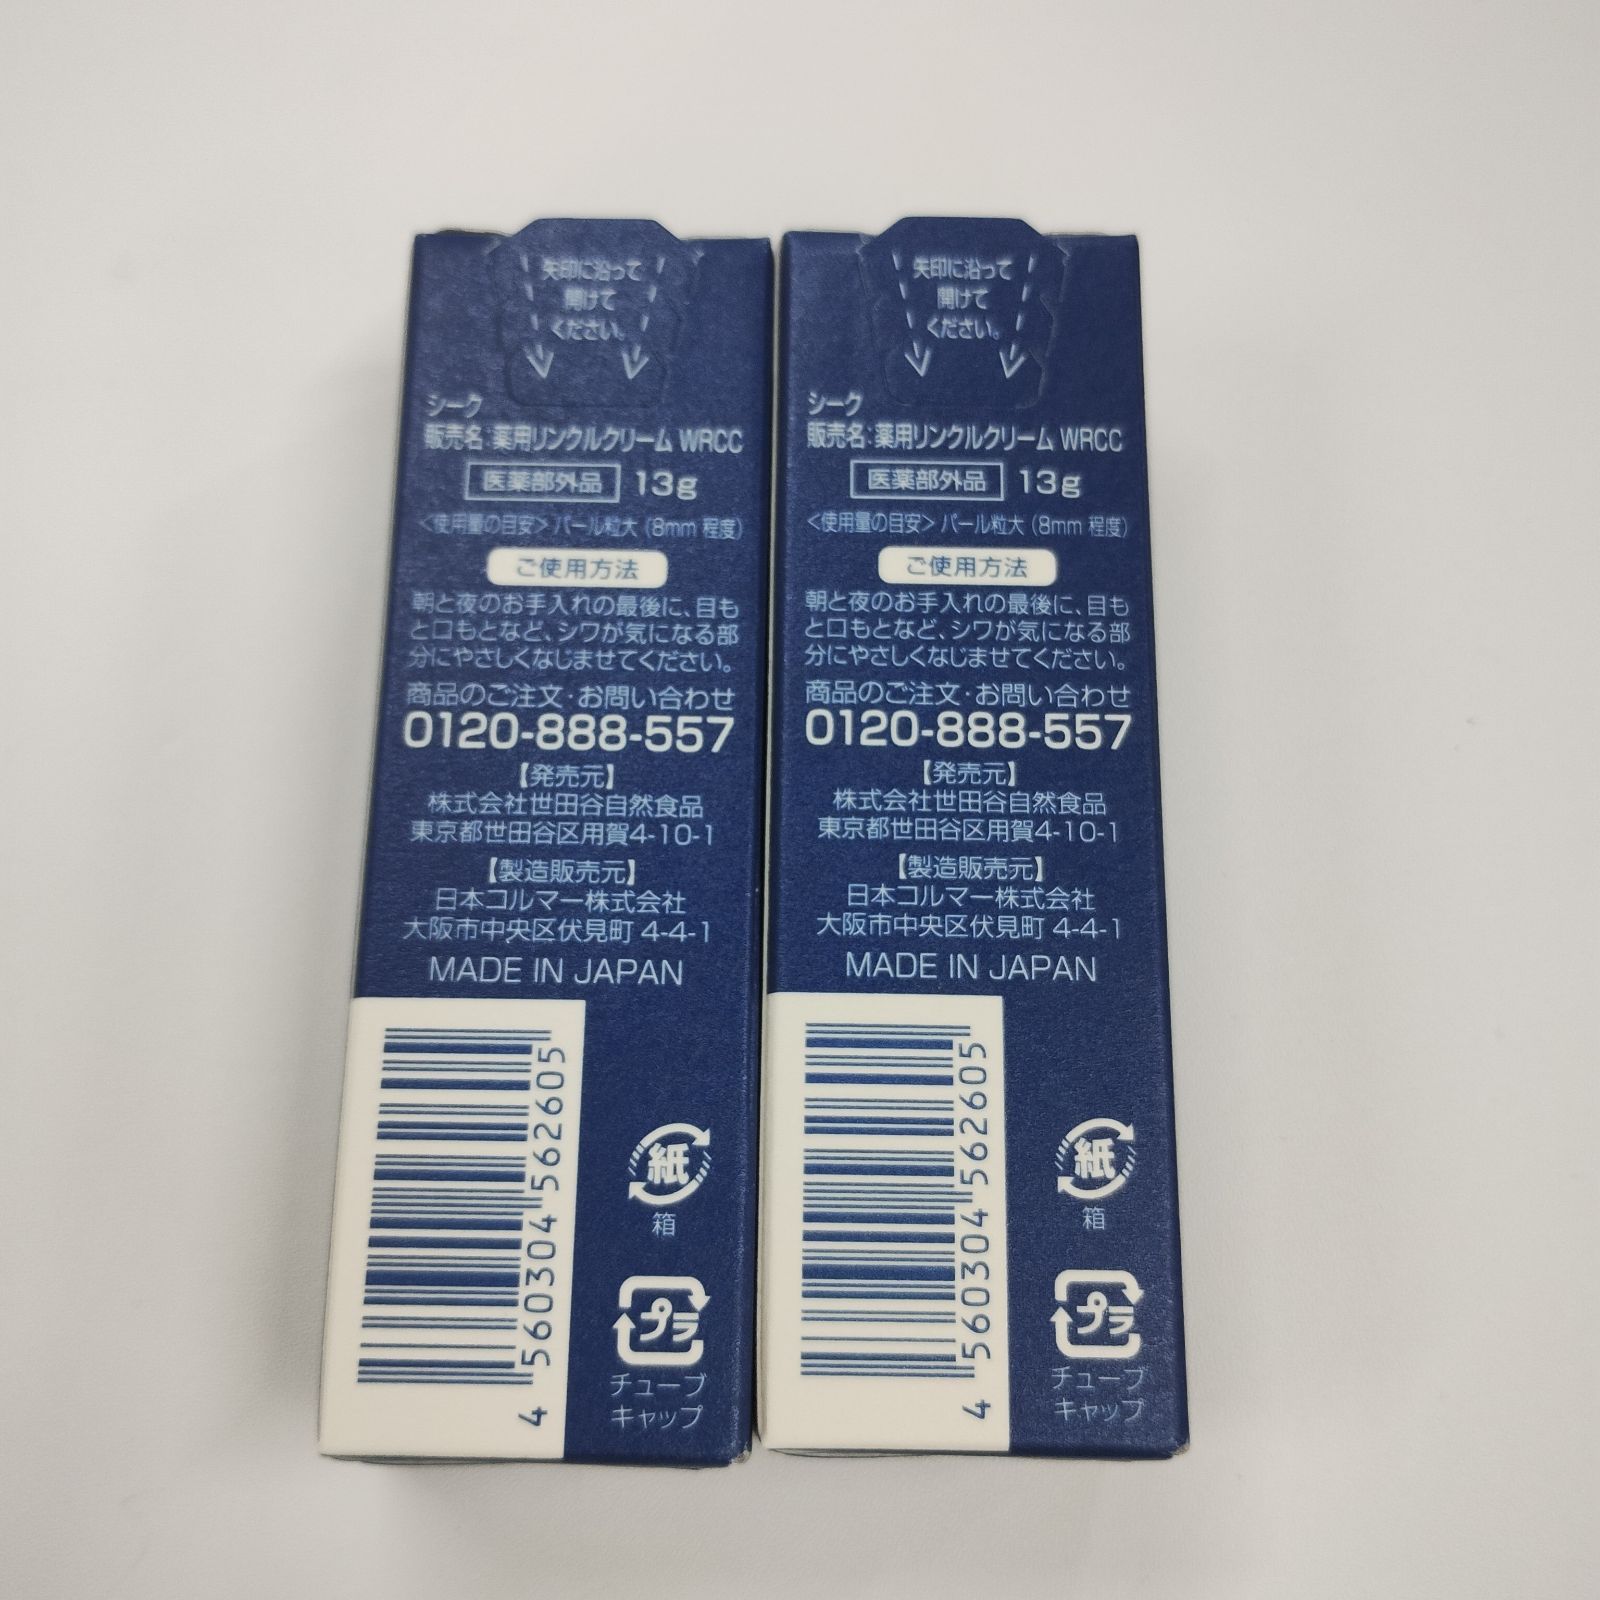 矢印に沿って
開けて
ください。
シーク
販売名:薬用リンクルクリーム WRCC
医薬部外品 13g
<使用量の目安> パール粒大 (8mm 程度)
ご使用方法
朝と夜のお手入れの最後に、目も
と口もとなど、シワが気になる部
分にやさしくなじませてください。
商品のご注文・お問い合わせ
0120-888-557
【発売元】
株式会社世田谷自然食品
東京都世田谷区用賀4-10-1
【製造販売元】
日本コルマー株式会社
大阪市中央区伏見町 4-4-1
MADE IN JAPAN
4 560304 562605
紙
箱
プラ
チューブ
キャップ
矢印に沿って
開けて
ください。
シーク
販売名:薬用リンクルクリーム WRCC
医薬部外品 13g
<使用量の目安> パール粒大 (8mm 程度)
ご使用方法
朝と夜のお手入れの最後に、目も
と口もとなど、シワが気になる部
分にやさしくなじませてください。
商品のご注文・お問い合わせ
0120-888-557
【発売元】
株式会社世田谷自然食品
東京都世田谷区用賀4-10-1
【製造販売元】
日本コルマー株式会社
大阪市中央区伏見町 4-4-1
MADE IN JAPAN
4 560304 562605
紙
箱
プラ
チューブ
キャップ